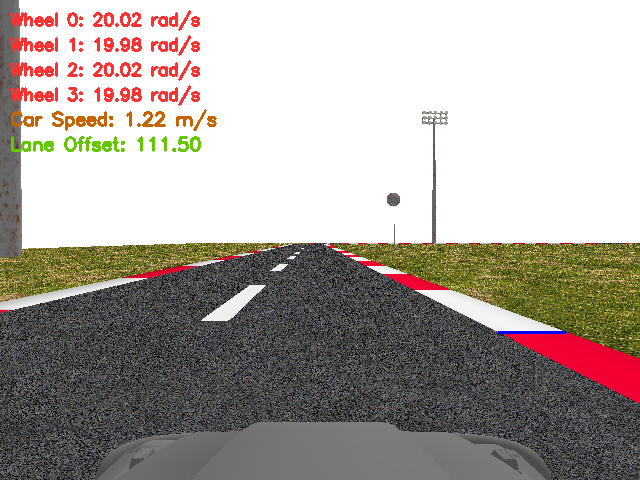 Wheel 0: 20.02 rad/s
Wheel 1: 19.98 rad/s
Wheel 2: 20.02 rad/s
Wheel 3: 19.98 rad/s
Car Speed: 1.22 m/s
Lane Offset: 111.50